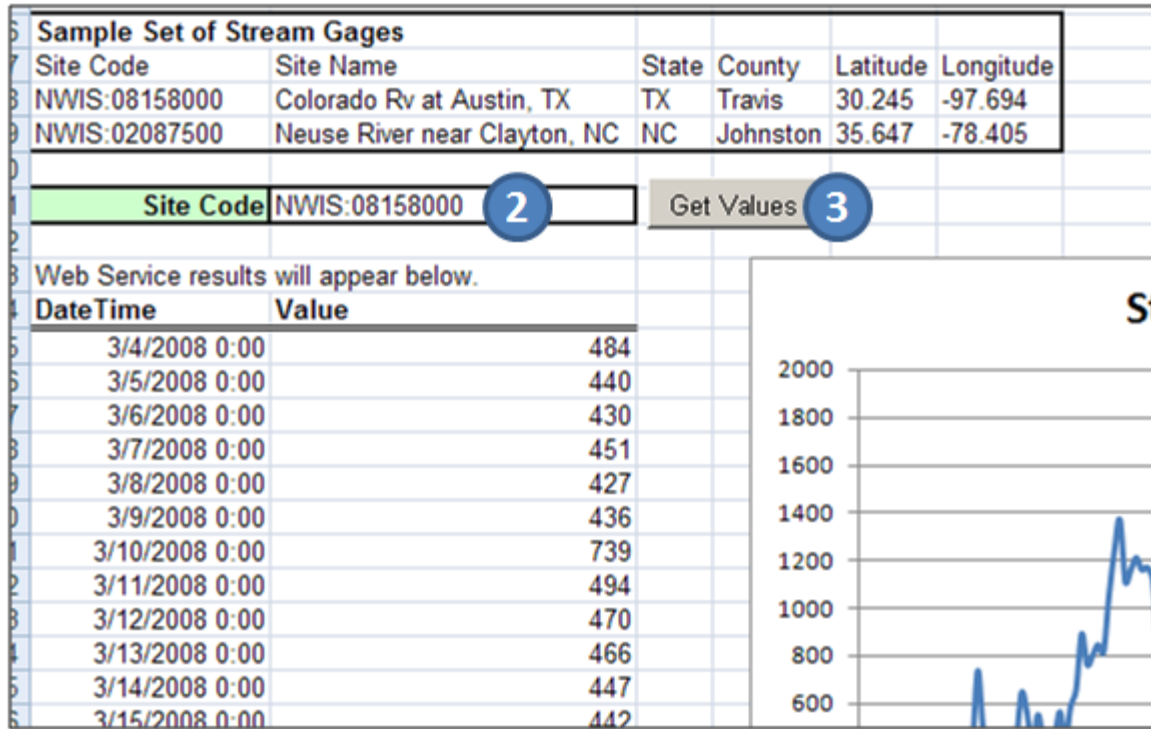 Sample Set of Stream Gages
Site Code Site Name State County Latitude Longitude
NWIS:08158000 Colorado Rv at Austin, TX TX Travis 30.245 -97.694
NWIS:02087500 Neuse River near Clayton, NC NC Johnston 35.647 -78.405
Site Code NWIS:08158000 2 Get Values 3
Web Service results will appear below.
DateTime Value
3/4/2008 0:00 484
3/5/2008 0:00 440
3/6/2008 0:00 430
3/7/2008 0:00 451
3/8/2008 0:00 427
3/9/2008 0:00 436
3/10/2008 0:00 739
3/11/2008 0:00 494
3/12/2008 0:00 470
3/13/2008 0:00 466
3/14/2008 0:00 447
3/15/2008 0:00 442
2000
1800
1600
1400
1200
1000
800
600